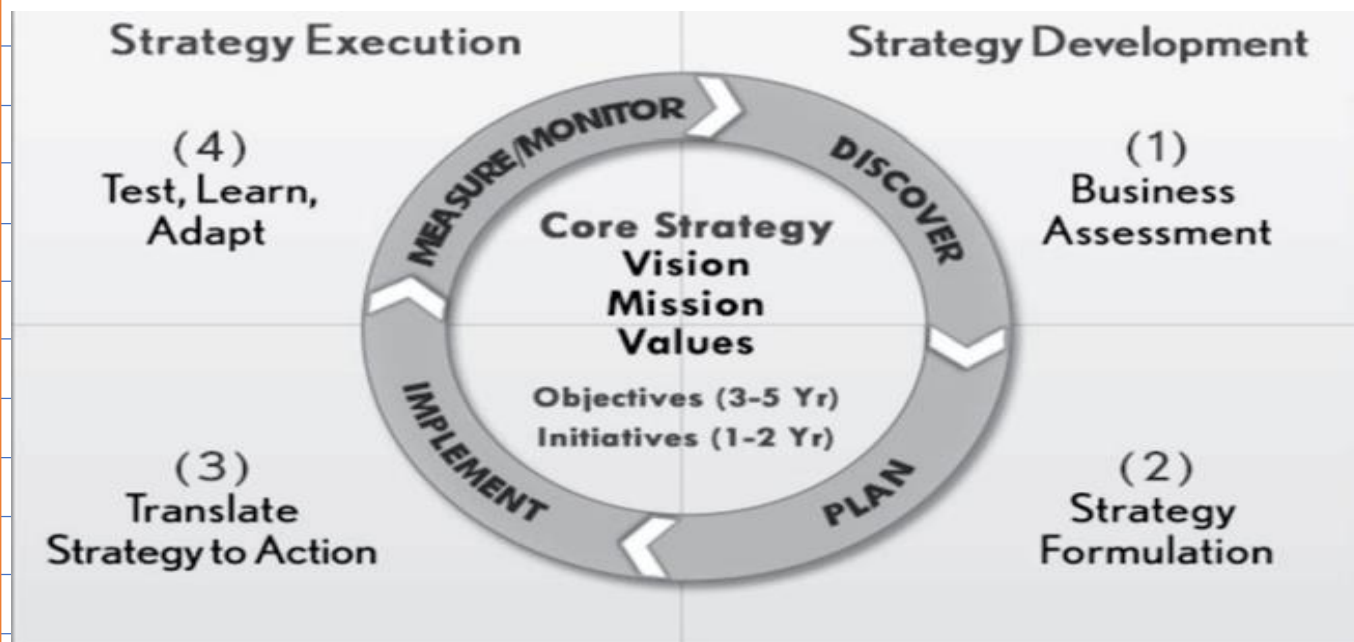 Strategy Execution
Strategy Development
(4)
Test, Learn,
Adapt
(1)
Business
Assessment
MEASURE/MONITOR
DISCOVER
Core Strategy
Vision
Mission
Values
Objectives (3-5 Yr)
Initiatives (1-2 Yr)
IMPLEMENT
PLAN
(3)
Translate
Strategy to Action
(2)
Strategy
Formulation